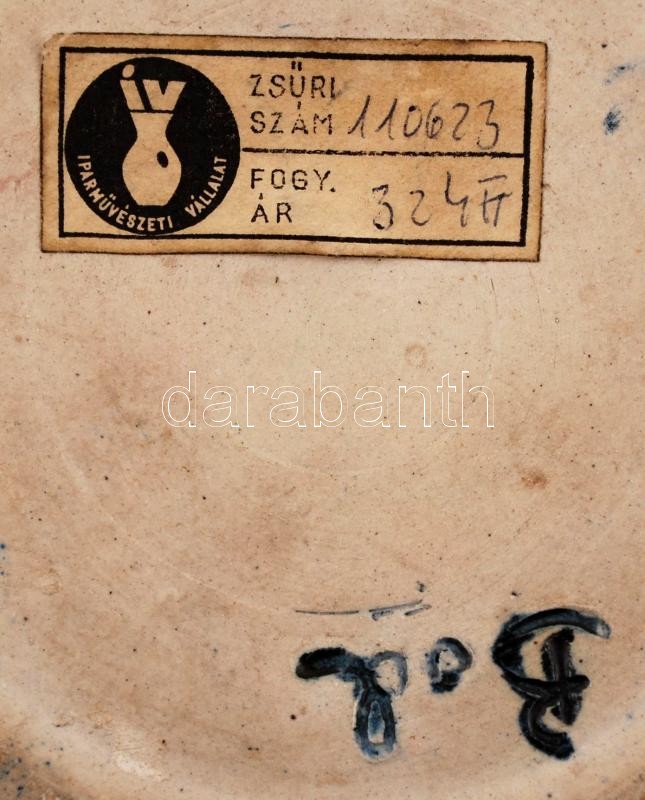 iv
IPARMŰVÉSZETI VÁLLALAT
ZSŰRI
SZÁM 110623
FOGY.
ÁR 324 Ft
darabanth